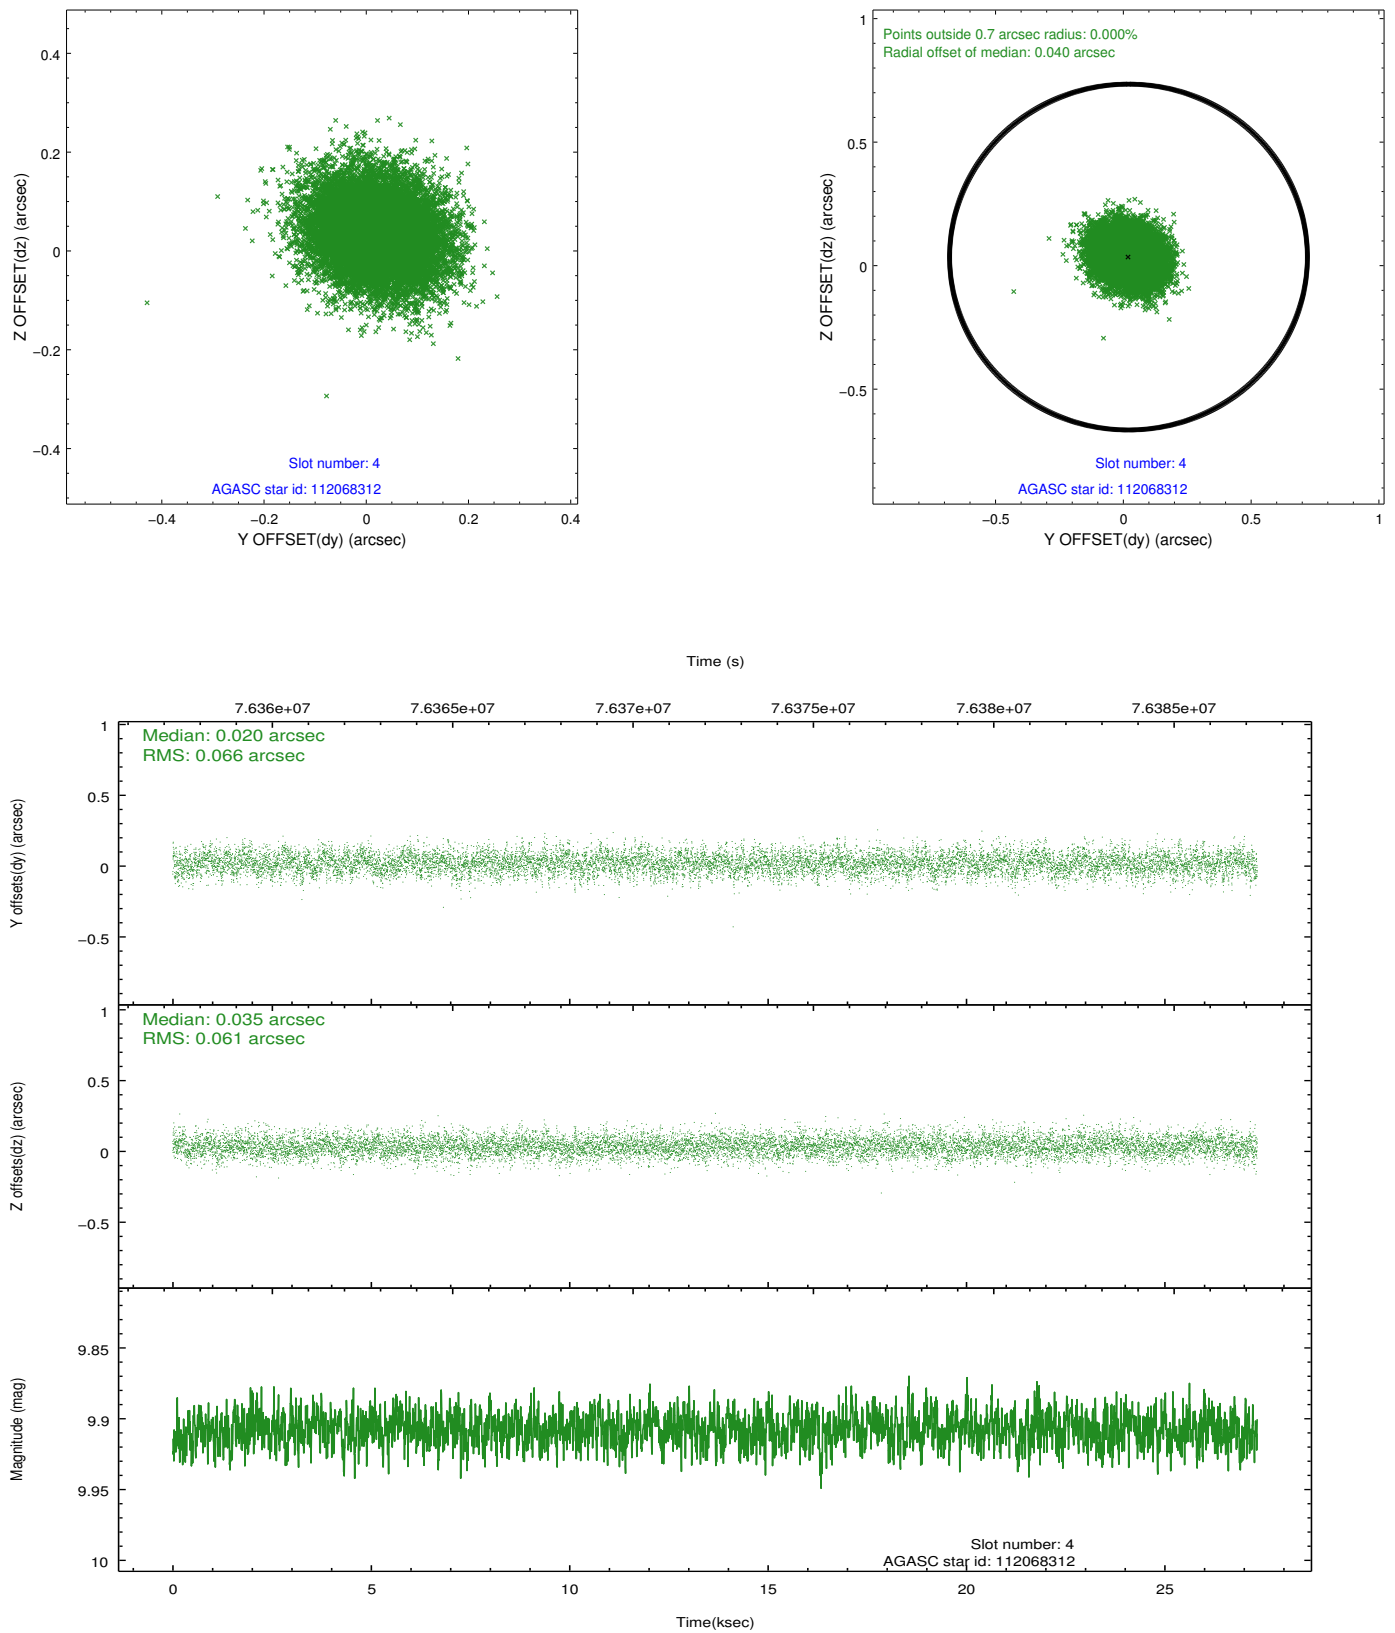 0.4
0.2
0
−0.2
−0.4
Z OFFSET(dz) (arcsec)
Slot number: 4
AGASC star id: 112068312
−0.4 −0.2 0 0.2 0.4
Y OFFSET(dy) (arcsec)
1
0.5
0
−0.5
Z OFFSET(dz) (arcsec)
Points outside 0.7 arcsec radius: 0.000%
Radial offset of median: 0.040 arcsec
Slot number: 4
AGASC star id: 112068312
−0.5 0 0.5 1
Y OFFSET(dy) (arcsec)
Time (s)
7.636e+07 7.6365e+07 7.637e+07 7.6375e+07 7.638e+07 7.6385e+07
1
0.5
0
−0.5
Y offsets(dy) (arcsec)
Median: 0.020 arcsec
RMS: 0.066 arcsec
1
0.5
0
−0.5
Z offsets(dz) (arcsec)
Median: 0.035 arcsec
RMS: 0.061 arcsec
9.85
9.9
9.95
10
Magnitude (mag)
Slot number: 4
AGASC star id: 112068312
0 5 10 15 20 25
Time(ksec)